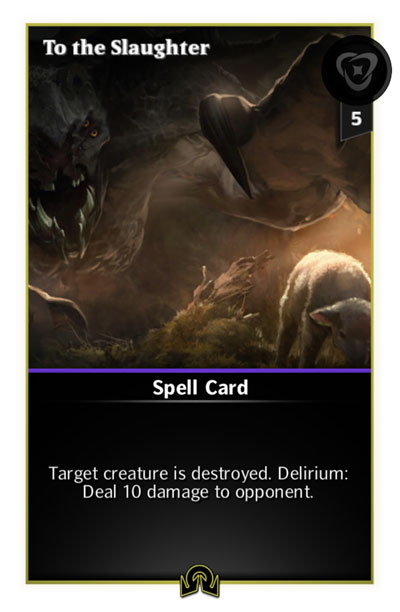 To the Slaughter
5
Spell Card
Target creature is destroyed. Delirium:
Deal 10 damage to opponent.